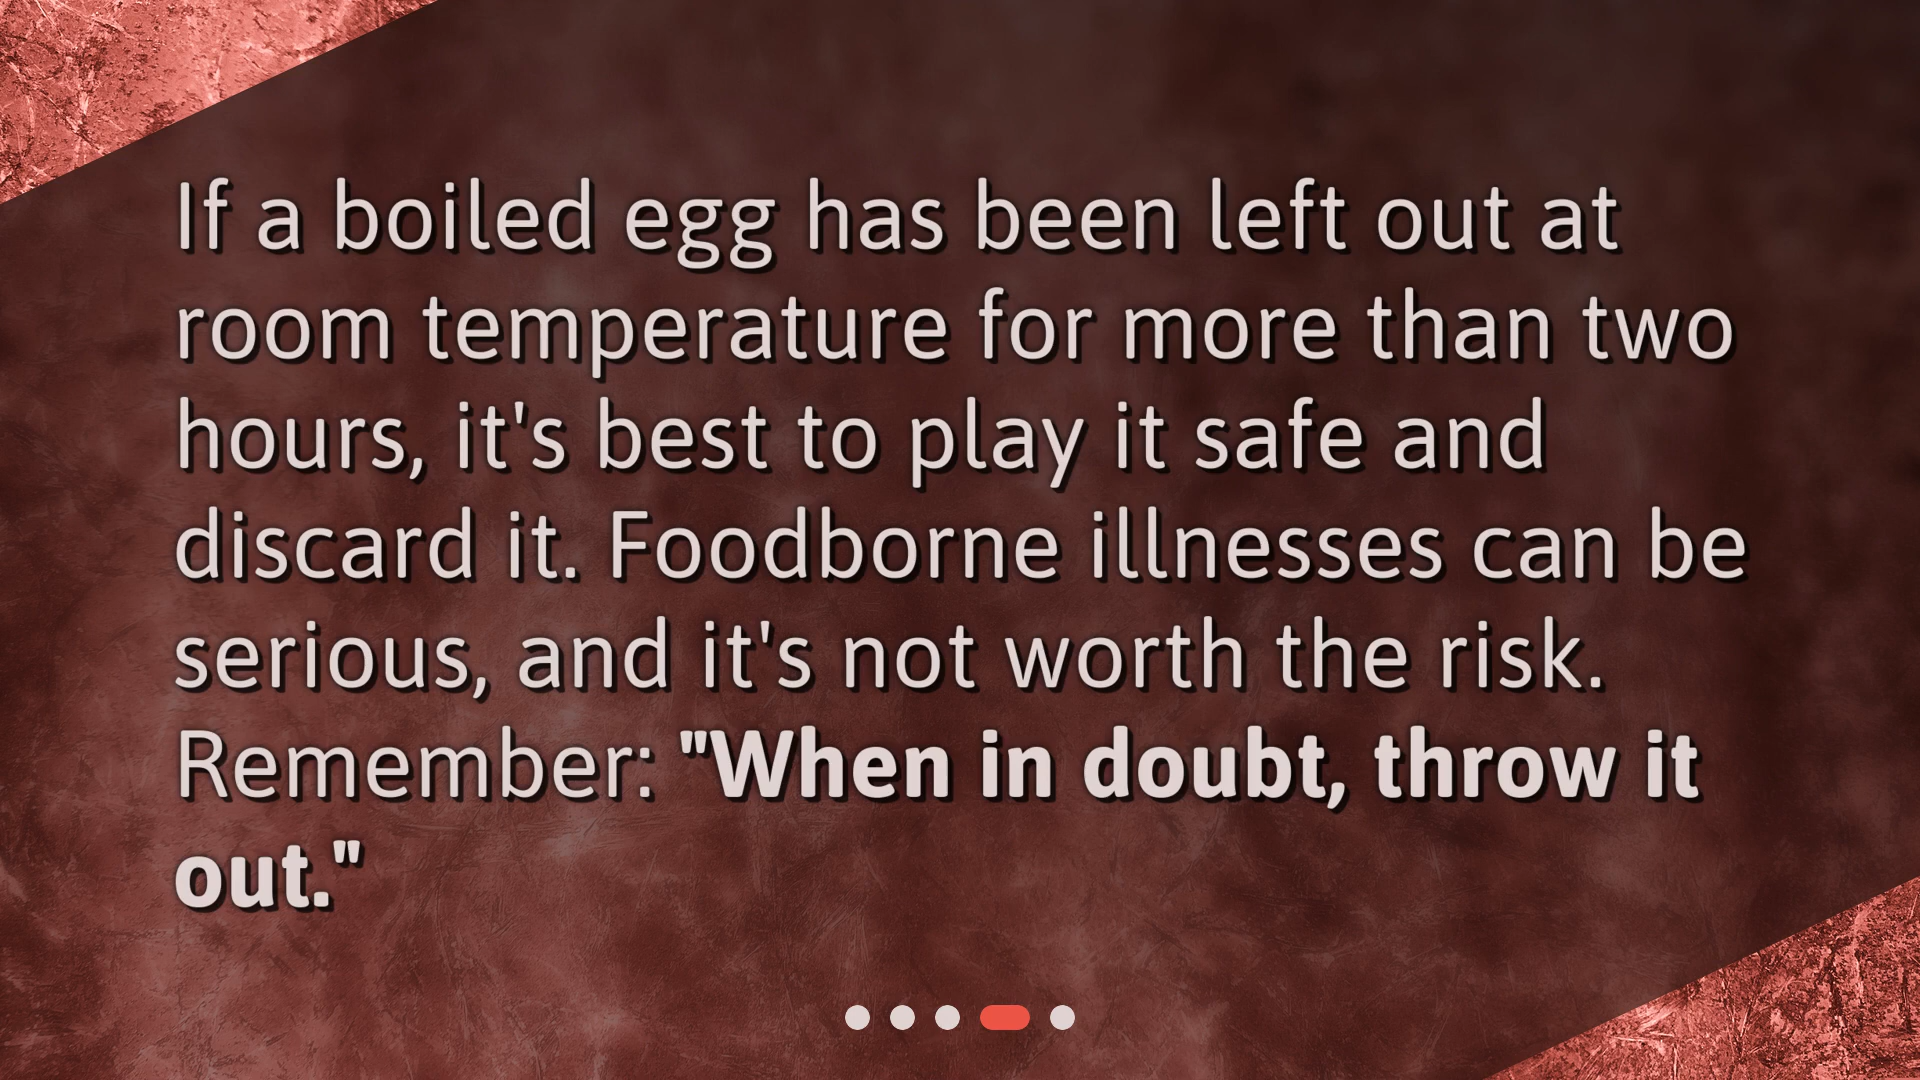 If a boiled egg has been left out at
room temperature for more than two
hours, it's best to play it safe and
discard it. Foodborne illnesses can be
serious, and it's not worth the risk.
Remember: "When in doubt, throw it
out."